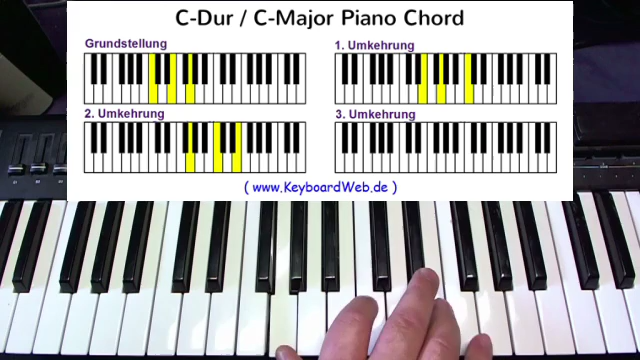 C-Dur / C-Major Piano Chord
Grundstellung
1. Umkehrung
2. Umkehrung
3. Umkehrung
( www.KeyboardWeb.de )